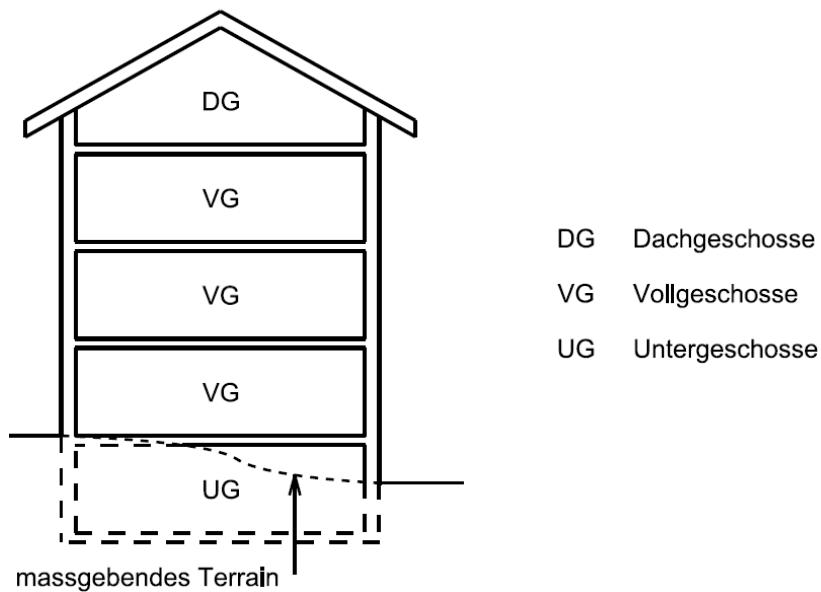 DG
VG
VG
VG
UG
massgebendes Terrain
DG Dachgeschosse
VG Vollgeschosse
UG Untergeschosse